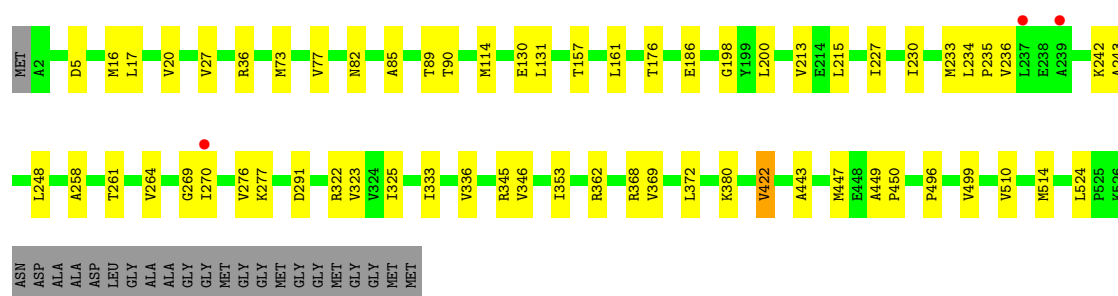 MET A2 D5 M16 L17 V20 V27 R36 M73 V77 N82 A85 T89 T90 M114 E130 L131 T157 L161 T176 E186 G198 Y199 L200 V213 E214 L215 I227 I230 M233 L234 P235 V236 L237 E238 A239 K242 A243
L248 A258 T261 V264 G269 I270 V276 K277 D291 R322 V323 V324 I325 I333 V336 R345 V346 I353 R362 R368 V369 L372 K380 V422 A443 M447 E448 A449 P450 P496 V499 V510 M514 L524 P525 K526
ASN ASP ALA ALA ASP LEU GLY ALA ALA GLY GLY MET GLY GLY MET GLY GLY MET GLY GLY MET MET